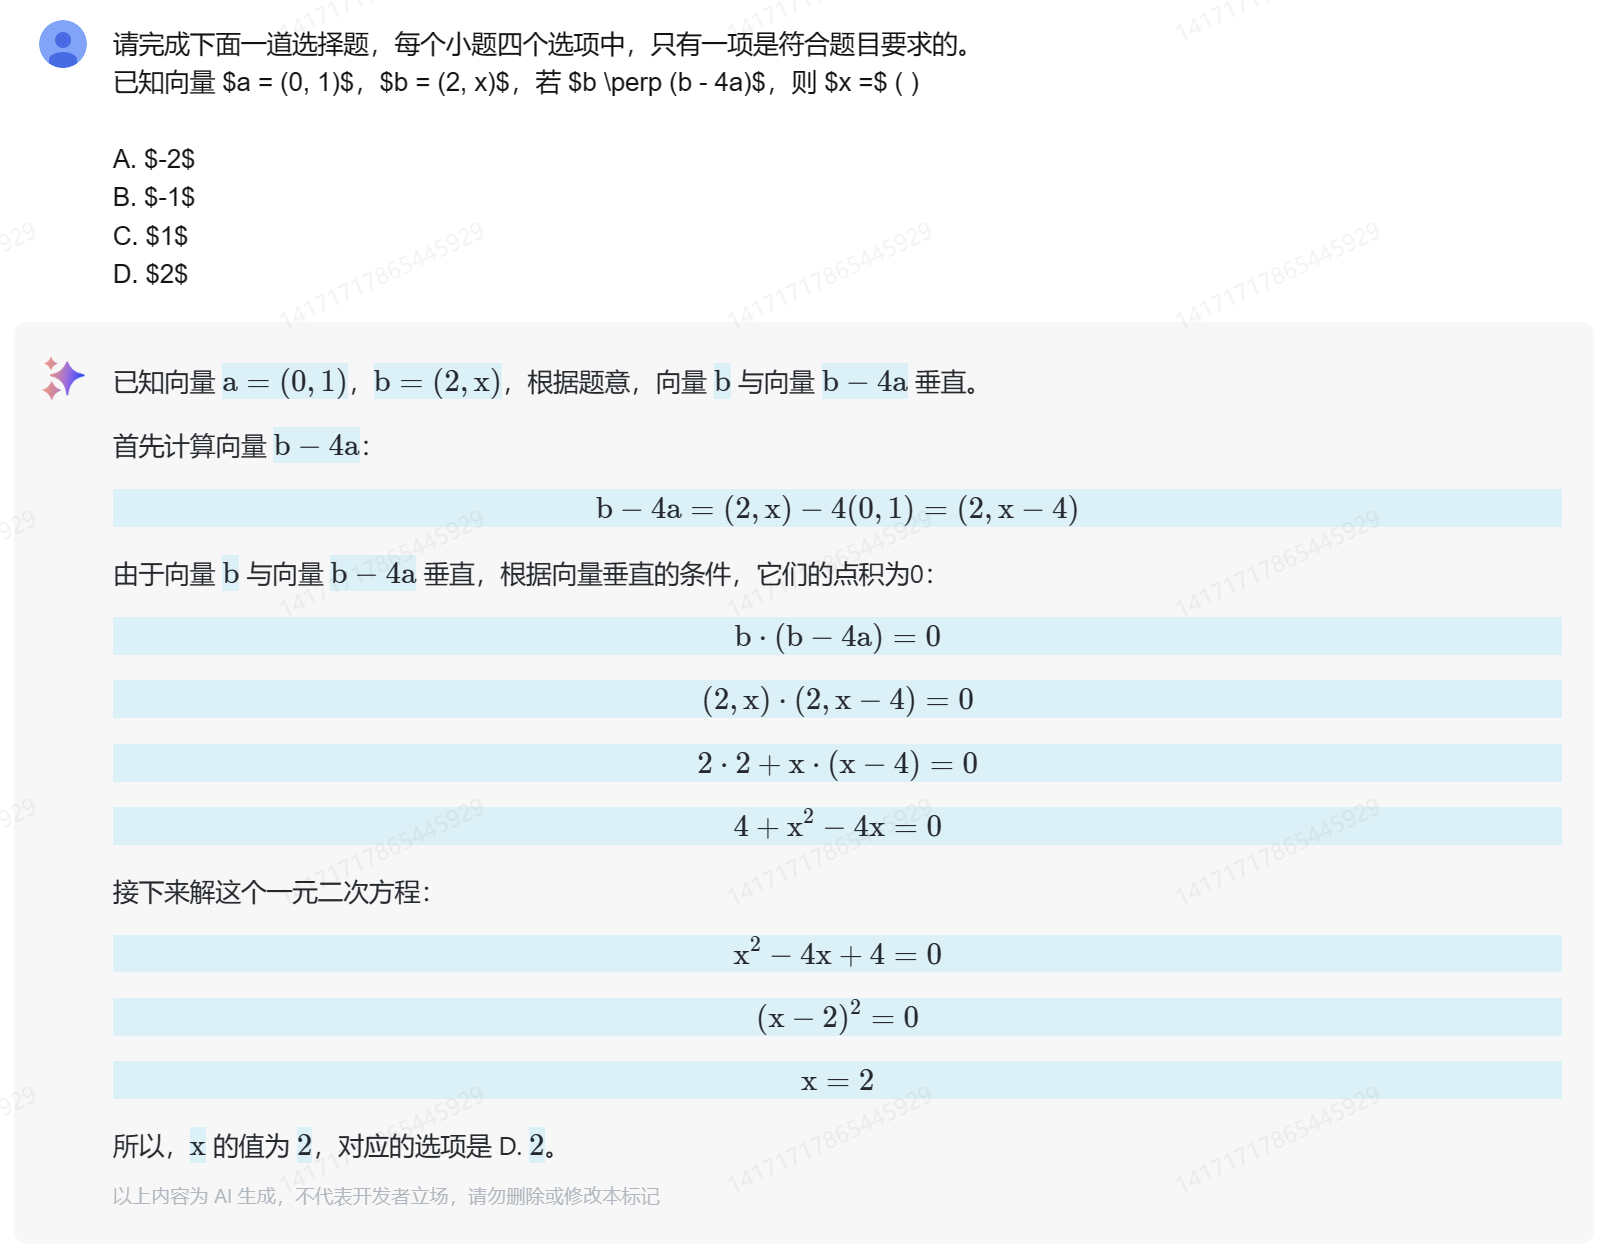 请完成下面一道选择题，每个小题四个选项中，只有一项是符合题目要求的。
已知向量 $a = (0, 1)$，$b = (2, x)$，若 $b \perp (b - 4a)$，则 $x =$ ( )
A. $-2$
B. $-1$
C. $1$
D. $2$
已知向量 a = (0, 1)，b = (2, x)，根据题意，向量 b 与向量 b − 4a 垂直。
首先计算向量 b − 4a：
b − 4a = (2, x) − 4(0, 1) = (2, x − 4)
由于向量 b 与向量 b − 4a 垂直，根据向量垂直的条件，它们的点积为0：
b · (b − 4a) = 0
(2, x) · (2, x − 4) = 0
2 · 2 + x · (x − 4) = 0
4 + x² − 4x = 0
接下来解这个一元二次方程：
x² − 4x + 4 = 0
(x − 2)² = 0
x = 2
所以，x 的值为 2，对应的选项是 D. 2。
以上内容为 AI 生成，不代表开发者立场，请勿删除或修改本标记
14171717865445929